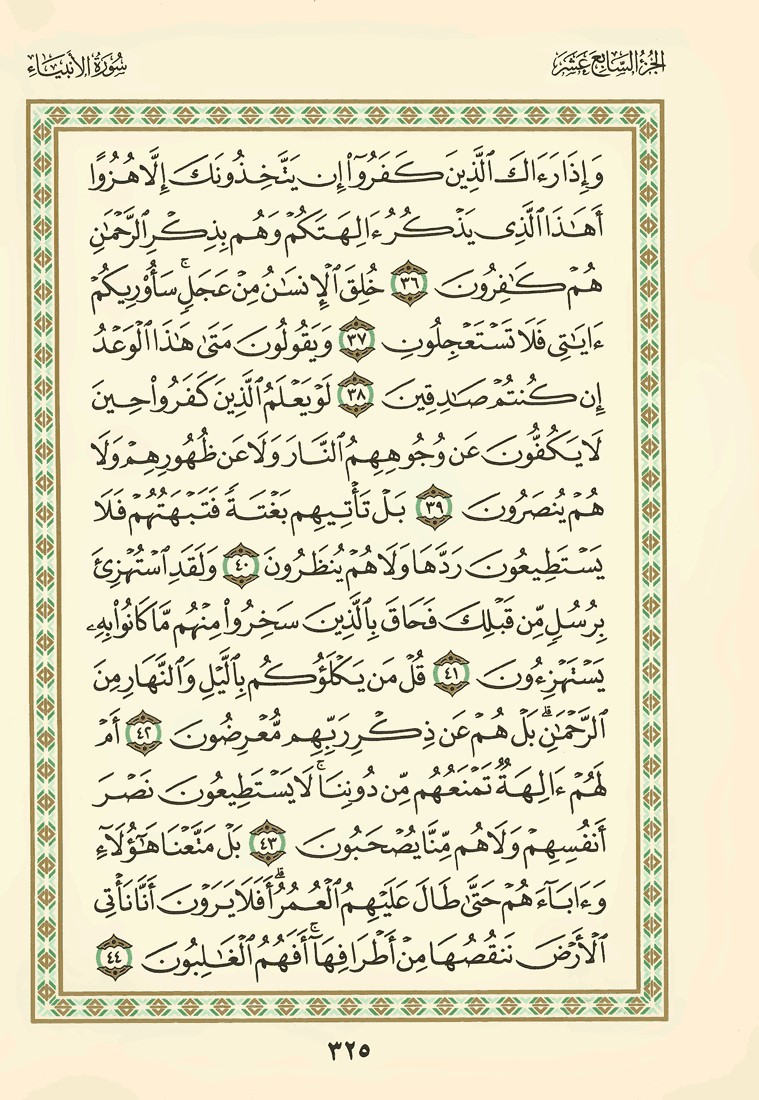 الجزء السابع عشر
سورة الأنبياء
وَإِذَا رَءَاكَ ٱلَّذِينَ كَفَرُوٓا۟ إِن يَتَّخِذُونَكَ إِلَّا هُزُوًا
أَهَـٰذَا ٱلَّذِى يَذْكُرُ ءَالِهَتَكُمْ وَهُم بِذِكْرِ ٱلرَّحْمَـٰنِ
هُمْ كَـٰفِرُونَ ٣٦ خُلِقَ ٱلْإِنسَـٰنُ مِنْ عَجَلٍ ۚ سَأُو۟رِيكُمْ
ءَايَـٰتِى فَلَا تَسْتَعْجِلُونِ ٣٧ وَيَقُولُونَ مَتَىٰ هَـٰذَا ٱلْوَعْدُ
إِن كُنتُمْ صَـٰدِقِينَ ٣٨ لَوْ يَعْلَمُ ٱلَّذِينَ كَفَرُوا۟ حِينَ
لَا يَكُفُّونَ عَن وُجُوهِهِمُ ٱلنَّارَ وَلَا عَن ظُهُورِهِمْ وَلَا
هُمْ يُنصَرُونَ ٣٩ بَلْ تَأْتِيهِم بَغْتَةً فَتَبْهَتُهُمْ فَلَا
يَسْتَطِيعُونَ رَدَّهَا وَلَا هُمْ يُنظَرُونَ ٤٠ وَلَقَدِ ٱسْتُهْزِئَ
بِرُسُلٍ مِّن قَبْلِكَ فَحَاقَ بِٱلَّذِينَ سَخِرُوا۟ مِنْهُم مَّا كَانُوا۟ بِهِۦ
يَسْتَهْزِءُونَ ٤١ قُلْ مَن يَكْلَؤُكُم بِٱلَّيْلِ وَٱلنَّهَارِ مِنَ
ٱلرَّحْمَـٰنِ ۗ بَلْ هُمْ عَن ذِكْرِ رَبِّهِم مُّعْرِضُونَ ٤٢ أَمْ
لَهُمْ ءَالِهَةٌ تَمْنَعُهُم مِّن دُونِنَا ۚ لَا يَسْتَطِيعُونَ نَصْرَ
أَنفُسِهِمْ وَلَا هُم مِّنَّا يُصْحَبُونَ ٤٣ بَلْ مَتَّعْنَا هَـٰٓؤُلَآءِ
وَءَابَآءَهُمْ حَتَّىٰ طَالَ عَلَيْهِمُ ٱلْعُمُرُ ۗ أَفَلَا يَرَوْنَ أَنَّا نَأْتِى
ٱلْأَرْضَ نَنقُصُهَا مِنْ أَطْرَافِهَآ ۚ أَفَهُمُ ٱلْغَـٰلِبُونَ ٤٤
٣٢٥